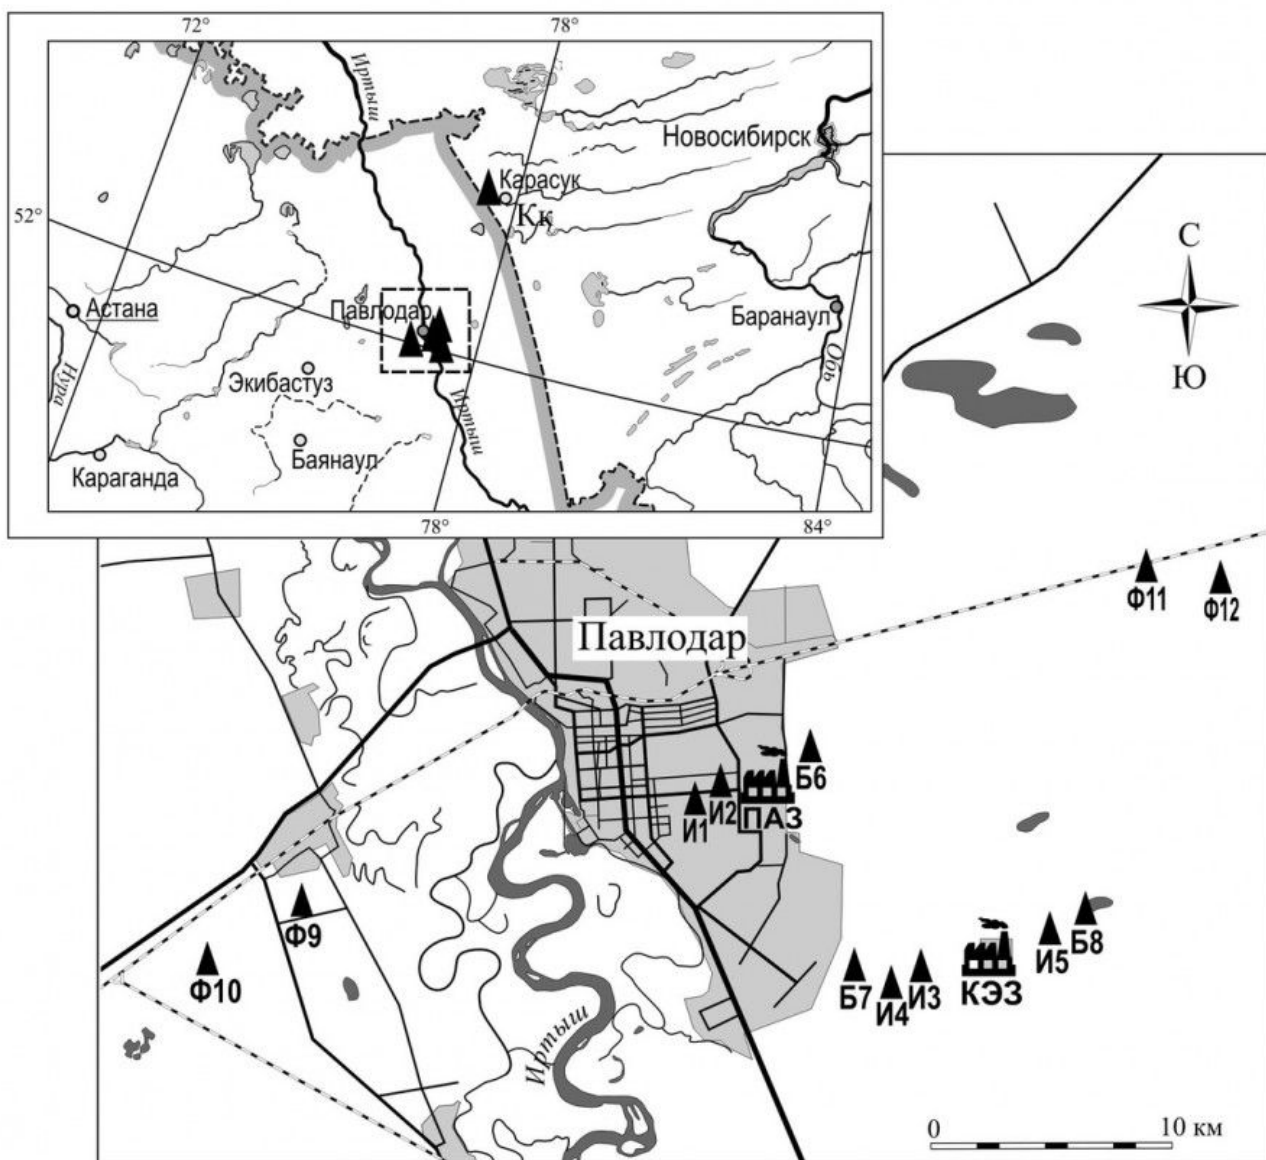 72°
78°
Иртыш
Новосибирск
Карасук
Кк
52°
Астана
Павлодар
Баранаул
Экибастуз
Нура
Иртыш
Обь
Баянаул
Караганда
78°
84°
С
Ю
Ф11
Ф12
Павлодар
Б6
И2
И1
ПАЗ
Ф9
Б8
И5
Ф10
Б7
И4
И3
КЭЗ
Иртыш
0
10 км